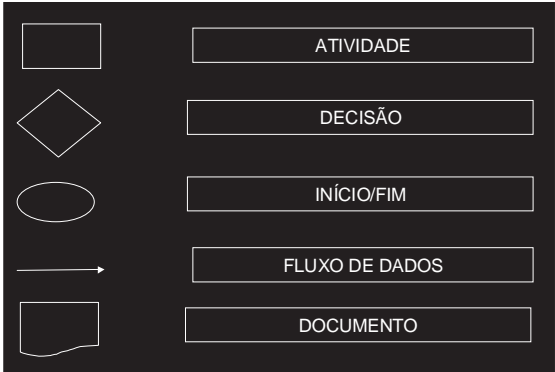 ATIVIDADE
DECISÃO
INÍCIO/FIM
FLUXO DE DADOS
DOCUMENTO